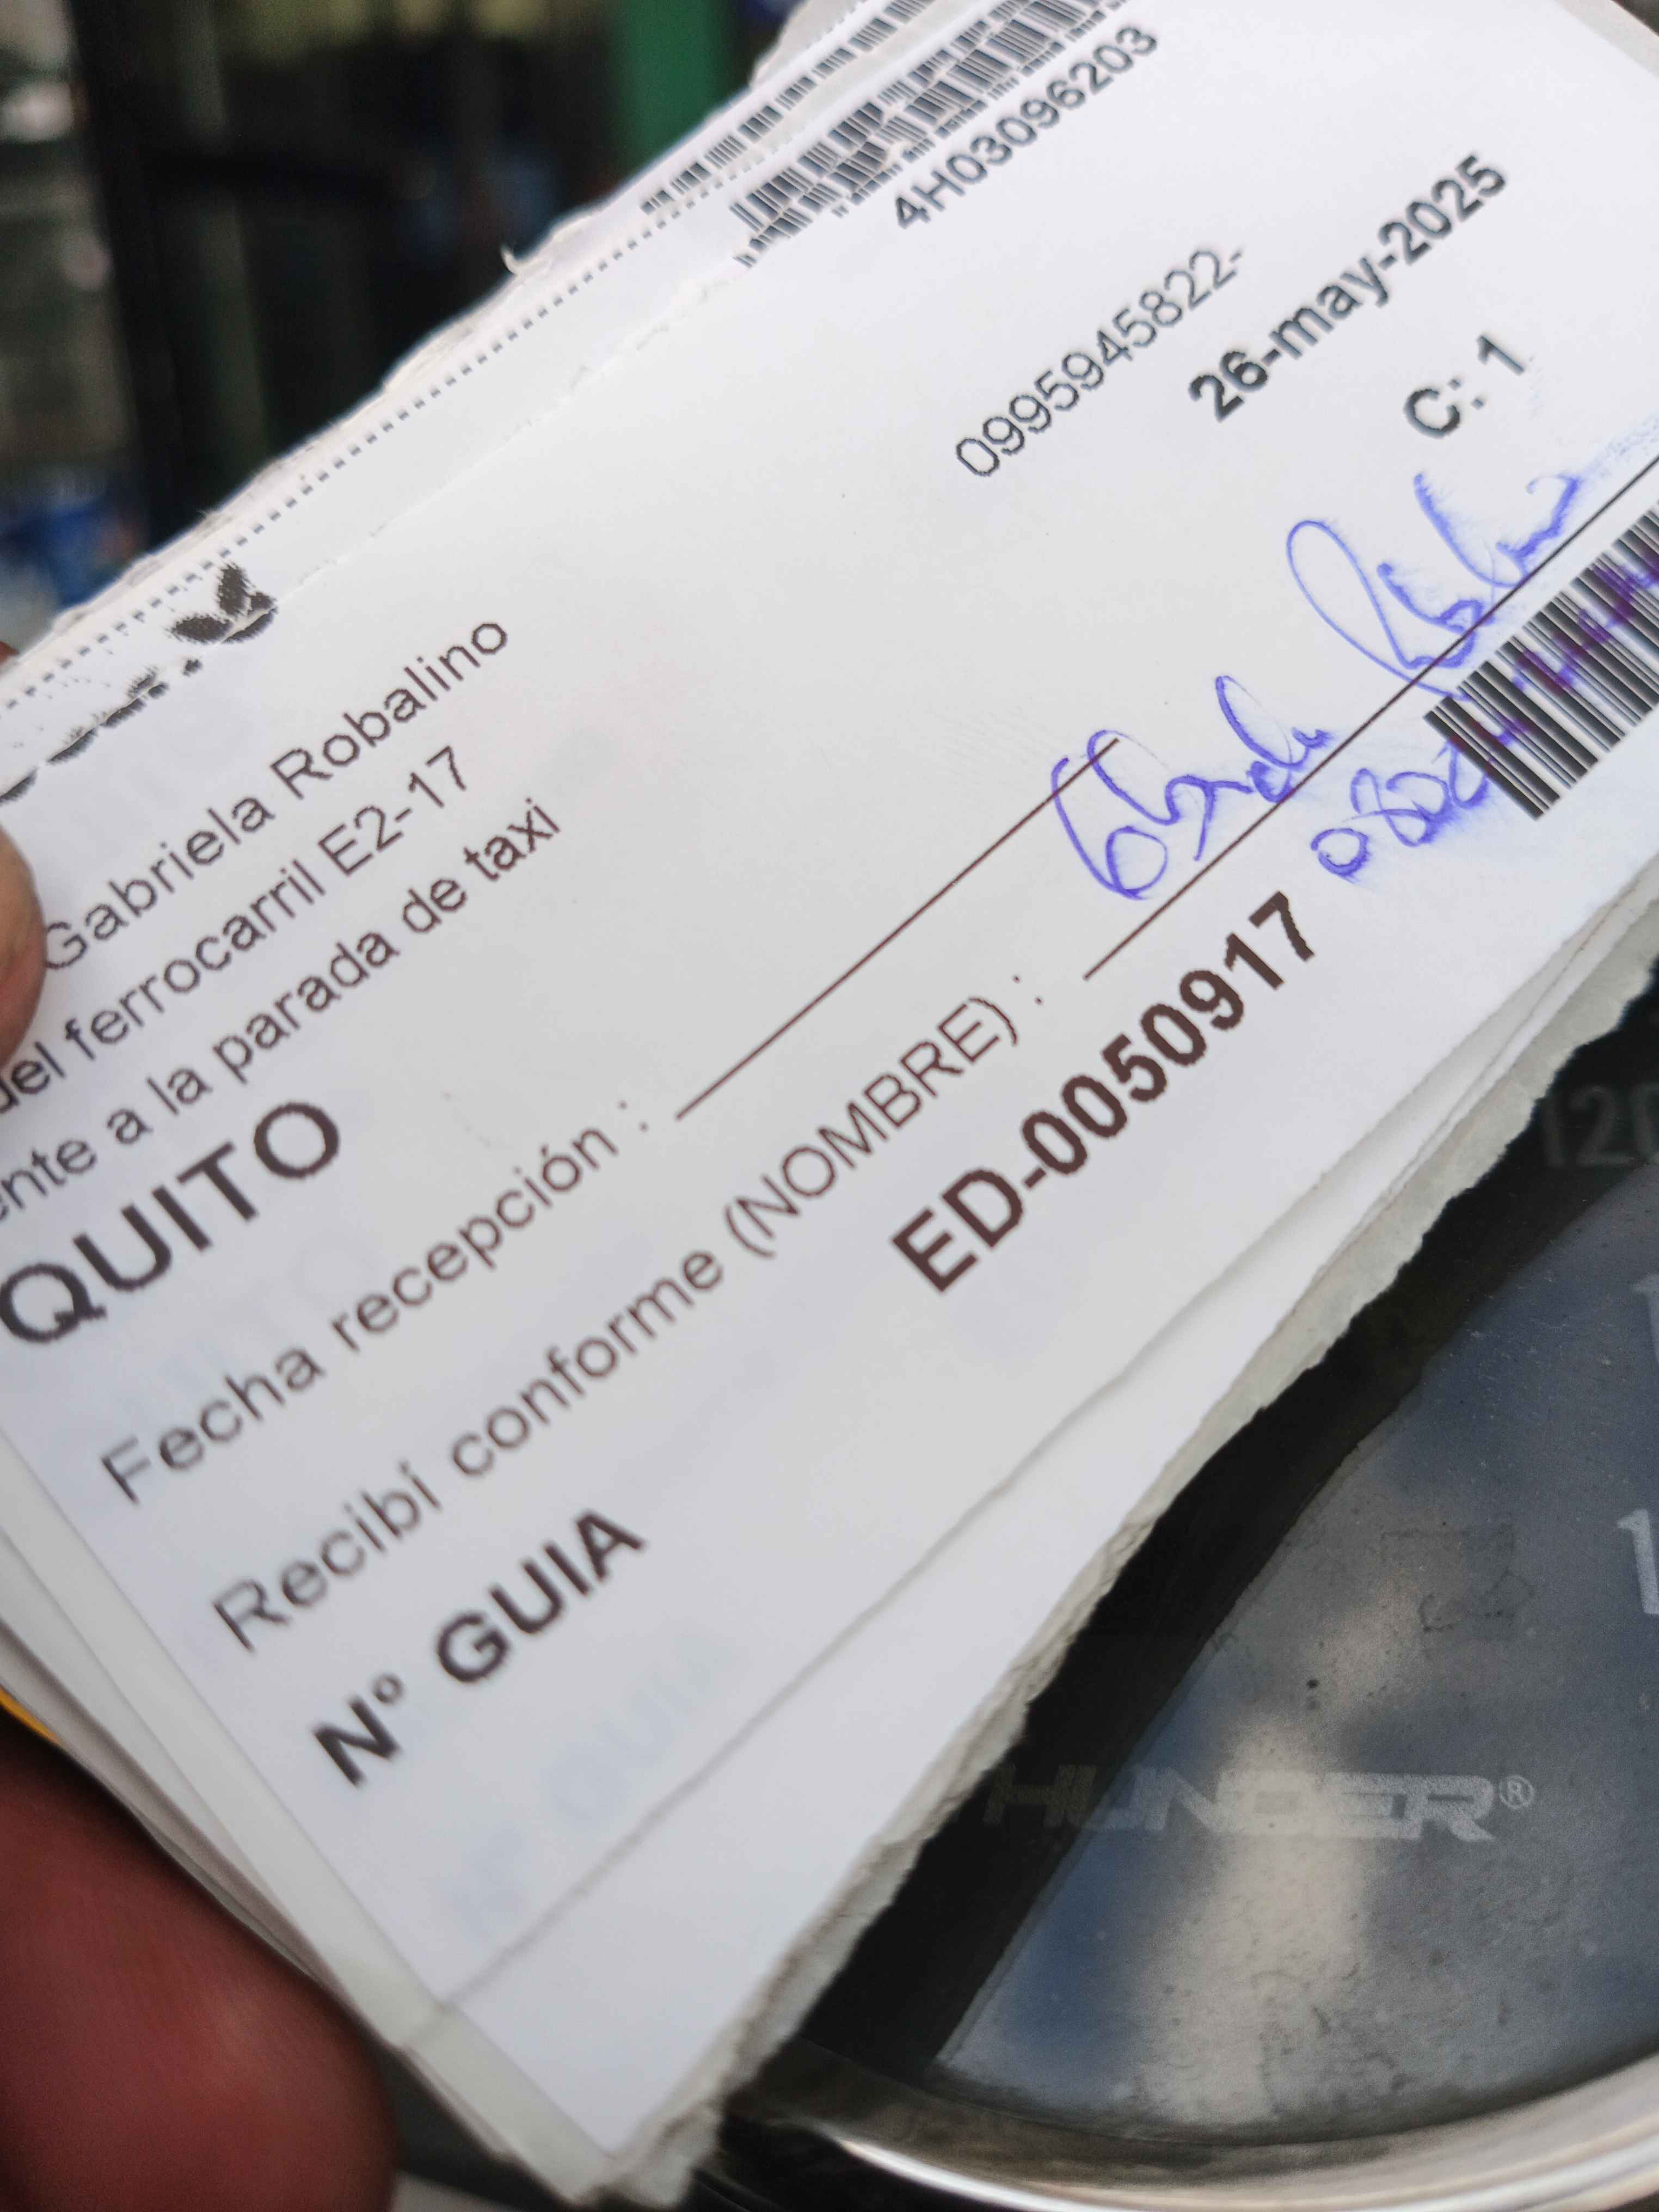 4H03096203
Gabriela Robalino
del ferrocarril E2-17
0995945822-
ente a la parada de taxi
26-may-2025
QUITO
C: 1
Fecha recepción :
Recibí conforme (NOMBRE) :
Nº GUIA
ED-0050917
HUNDER®